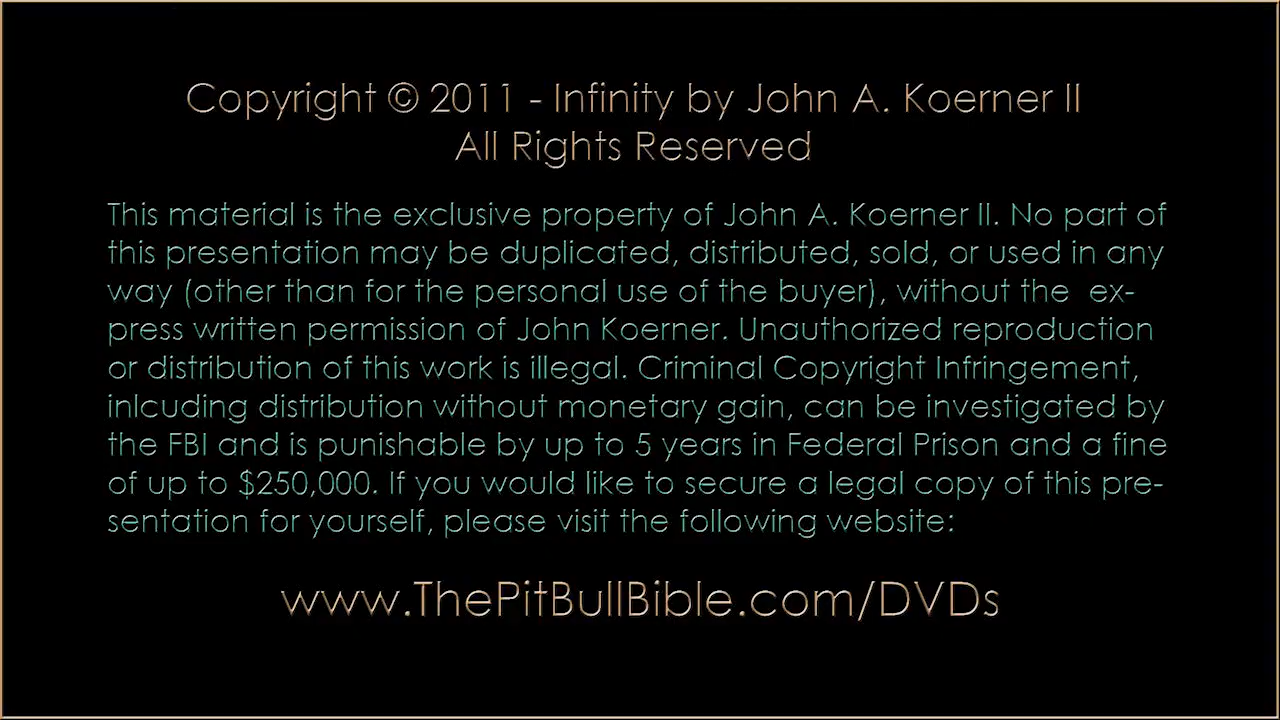 Copyright © 2011 - Infinity by John A. Koerner II
All Rights Reserved
This material is the exclusive property of John A. Koerner II. No part of
this presentation may be duplicated, distributed, sold, or used in any
way (other than for the personal use of the buyer), without the  ex-
press written permission of John Koerner. Unauthorized reproduction
or distribution of this work is illegal. Criminal Copyright Infringement,
inlcuding distribution without monetary gain, can be investigated by
the FBI and is punishable by up to 5 years in Federal Prison and a fine
of up to $250,000. If you would like to secure a legal copy of this pre-
sentation for yourself, please visit the following website:
www.ThePitBullBible.com/DVDs